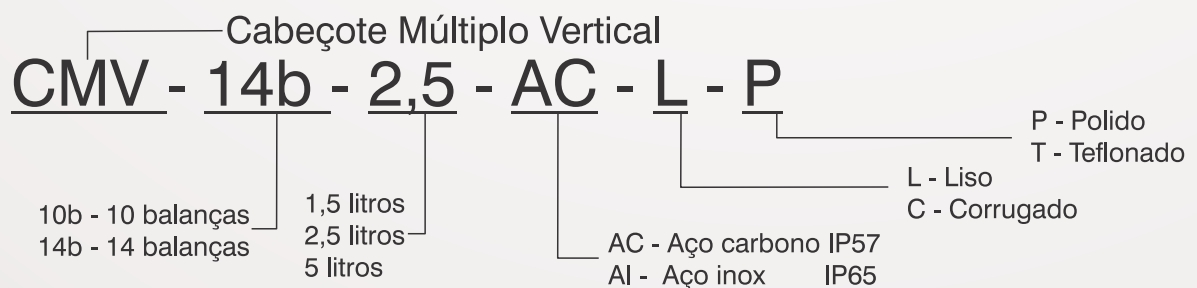 Cabeçote Múltiplo Vertical
CMV - 14b - 2,5 - AC - L - P
P - Polido
T - Teflonado
L - Liso
C - Corrugado
10b - 10 balanças
14b - 14 balanças
1,5 litros
2,5 litros
5 litros
AC - Aço carbono IP57
AI - Aço inox IP65